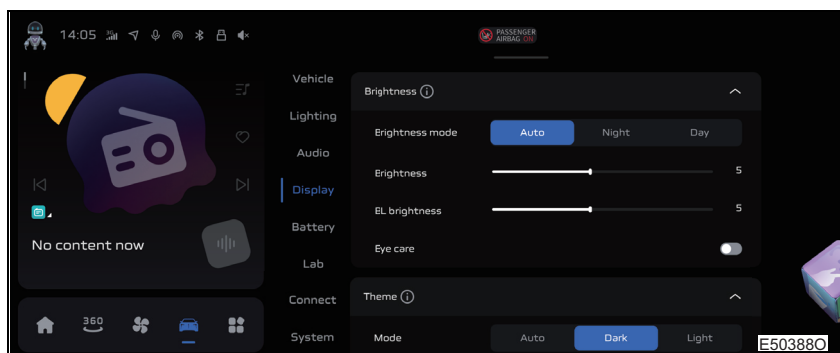 14:05 3G
PASSENGER
AIRBAG ON
No content now
360
Vehicle
Lighting
Audio
Display
Battery
Lab
Connect
System
Brightness
Brightness mode Auto Night Day
Brightness 5
EL brightness 5
Eye care
Theme
Mode Auto Dark Light
E50388O